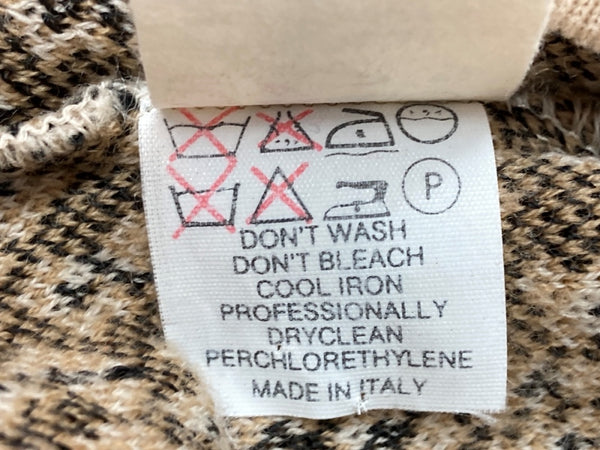 P
DON'T WASH
DON'T BLEACH
COOL IRON
PROFESSIONALLY
DRYCLEAN
PERCHLORETHYLENE
MADE IN ITALY